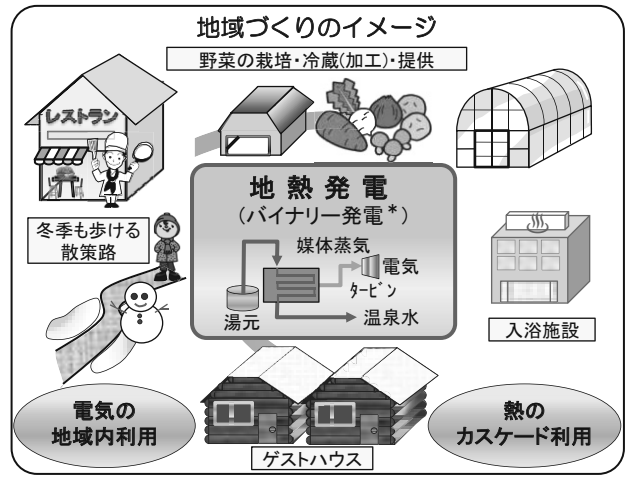 地域づくりのイメージ
野菜の栽培・冷蔵(加工)・提供
レストラン
地熱発電
(バイナリー発電*)
冬季も歩ける
散策路
媒体蒸気
電気
タービン
湯元
温泉水
入浴施設
電気の
地域内利用
熱の
カスケード利用
ゲストハウス